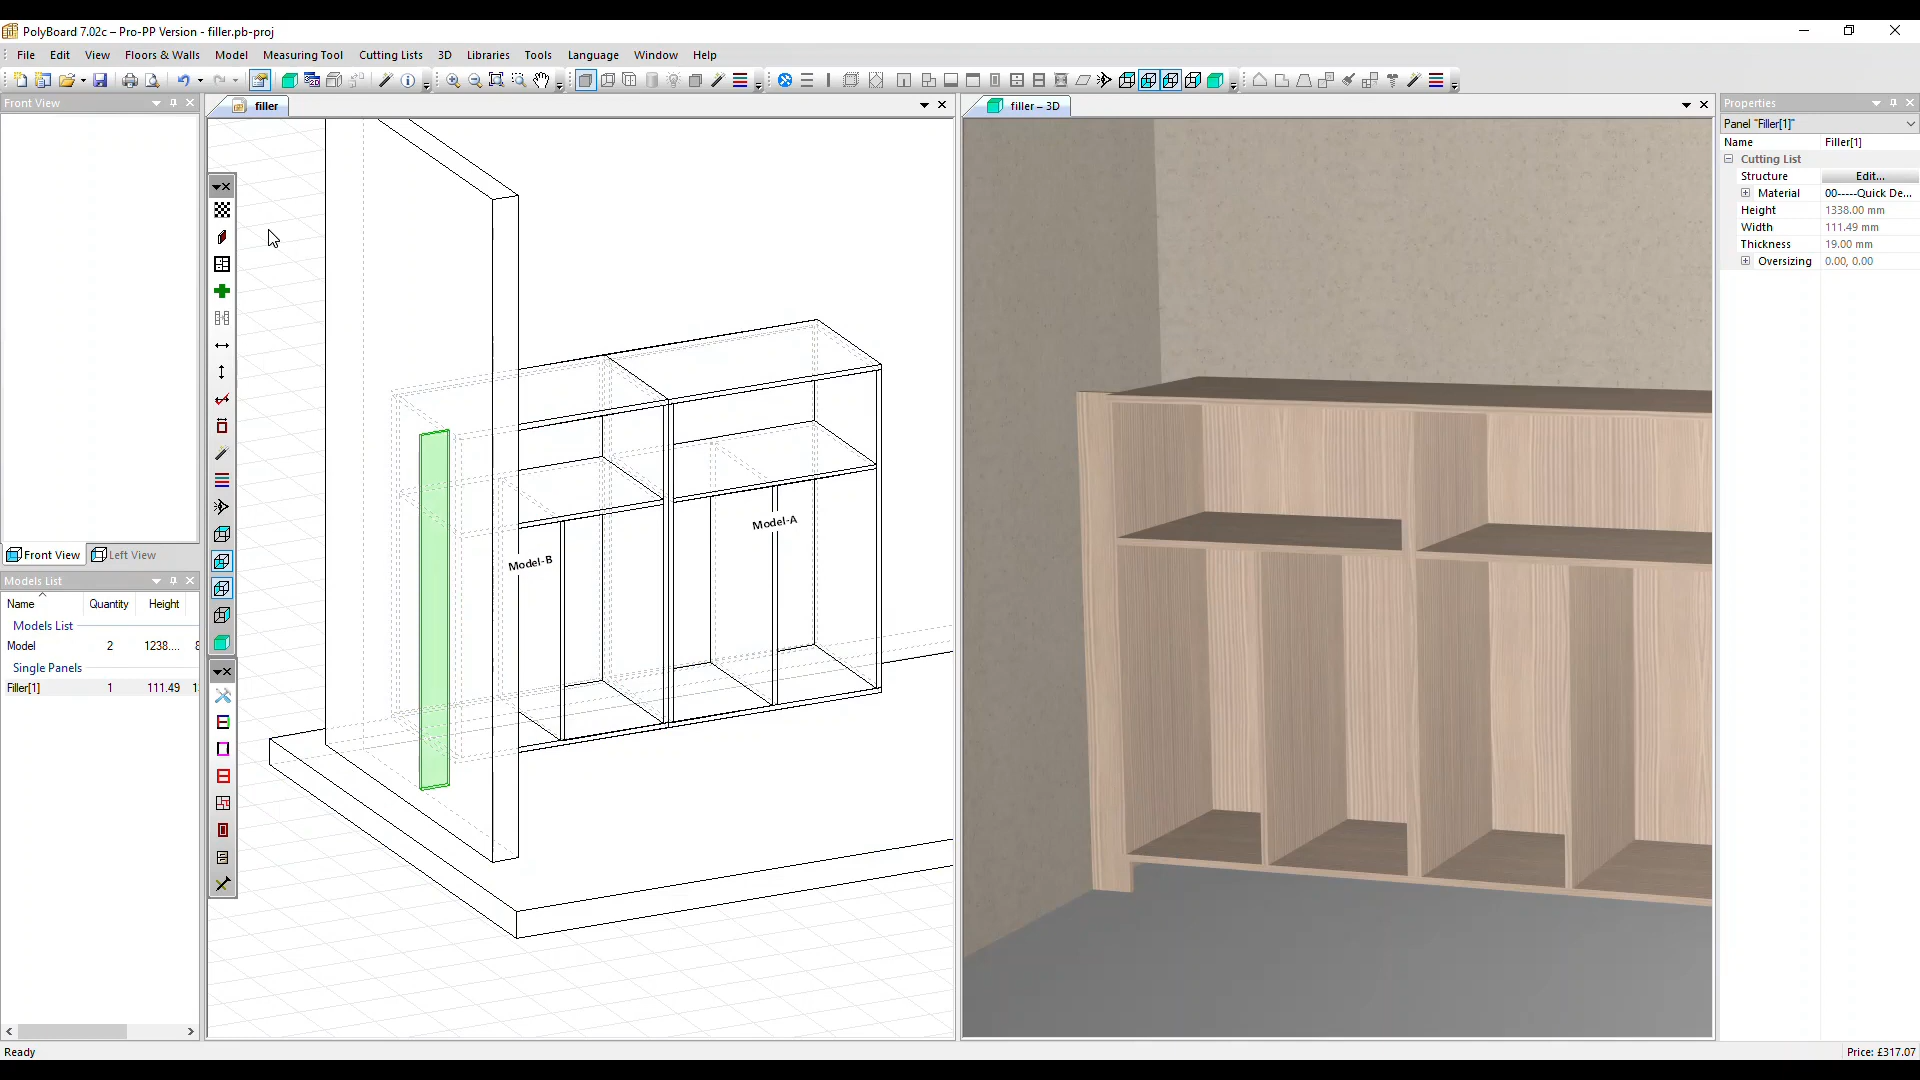 PolyBoard 7.02c – Pro-PP Version - filler.pb-proj
File Edit View Floors & Walls Model Measuring Tool Cutting Lists 3D Libraries Tools Language Window Help
Front View
filler
filler – 3D
Properties
Panel "Filler[1]"
Name Filler[1]
Cutting List
Structure Edit...
Material 00-----Quick De...
Height 1338.00 mm
Width 111.49 mm
Thickness 19.00 mm
Oversizing 0.00, 0.00
Model-A
Model-B
Front View Left View
Models List
Name Quantity Height
Models List
Model 2 1238....
Single Panels
Filler[1] 1 111.49
Ready
Price: £317.07